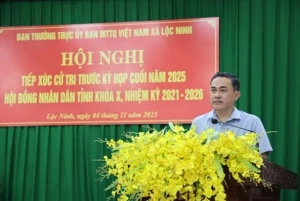 BAN THƯỜNG TRỰC ỦY BAN MTTQ VIỆT NAM XÃ LỘC NINH
HỘI NGHỊ
TIẾP XÚC CỬ TRI TRƯỚC KỲ HỌP CUỐI NĂM 2025
HỘI ĐỒNG NHÂN DÂN TỈNH KHÓA X, NHIỆM KỲ 2021-2026
Lộc Ninh, ngày 04 tháng 11 năm 2025